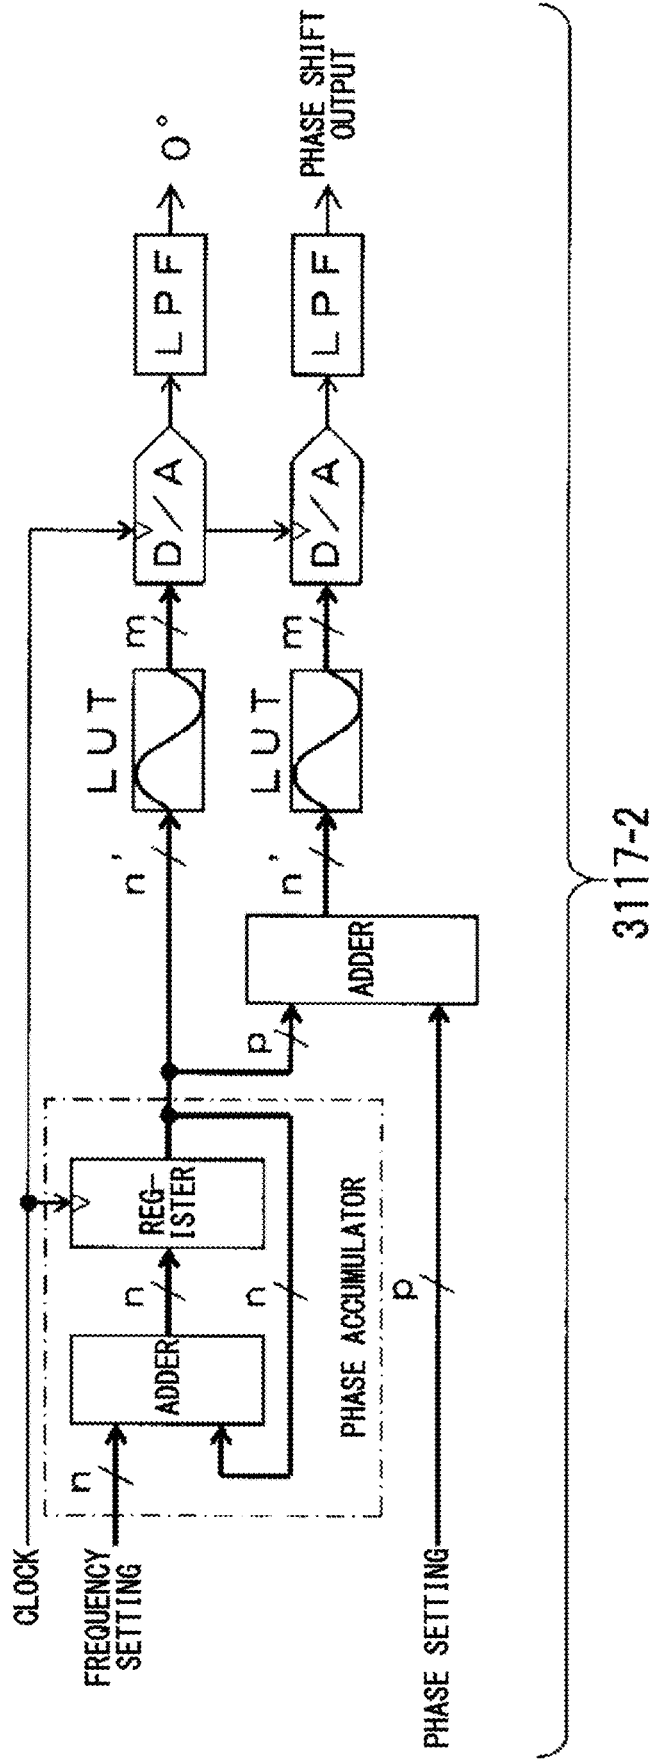 CLOCK
FREQUENCY
SETTING
n
ADDER
n
REG-
ISTER
n
PHASE ACCUMULATOR
n'
LUT
m
D/A
LPF
0°
PHASE SETTING
p
p
ADDER
n'
LUT
m
D/A
LPF
PHASE SHIFT
OUTPUT
3117-2